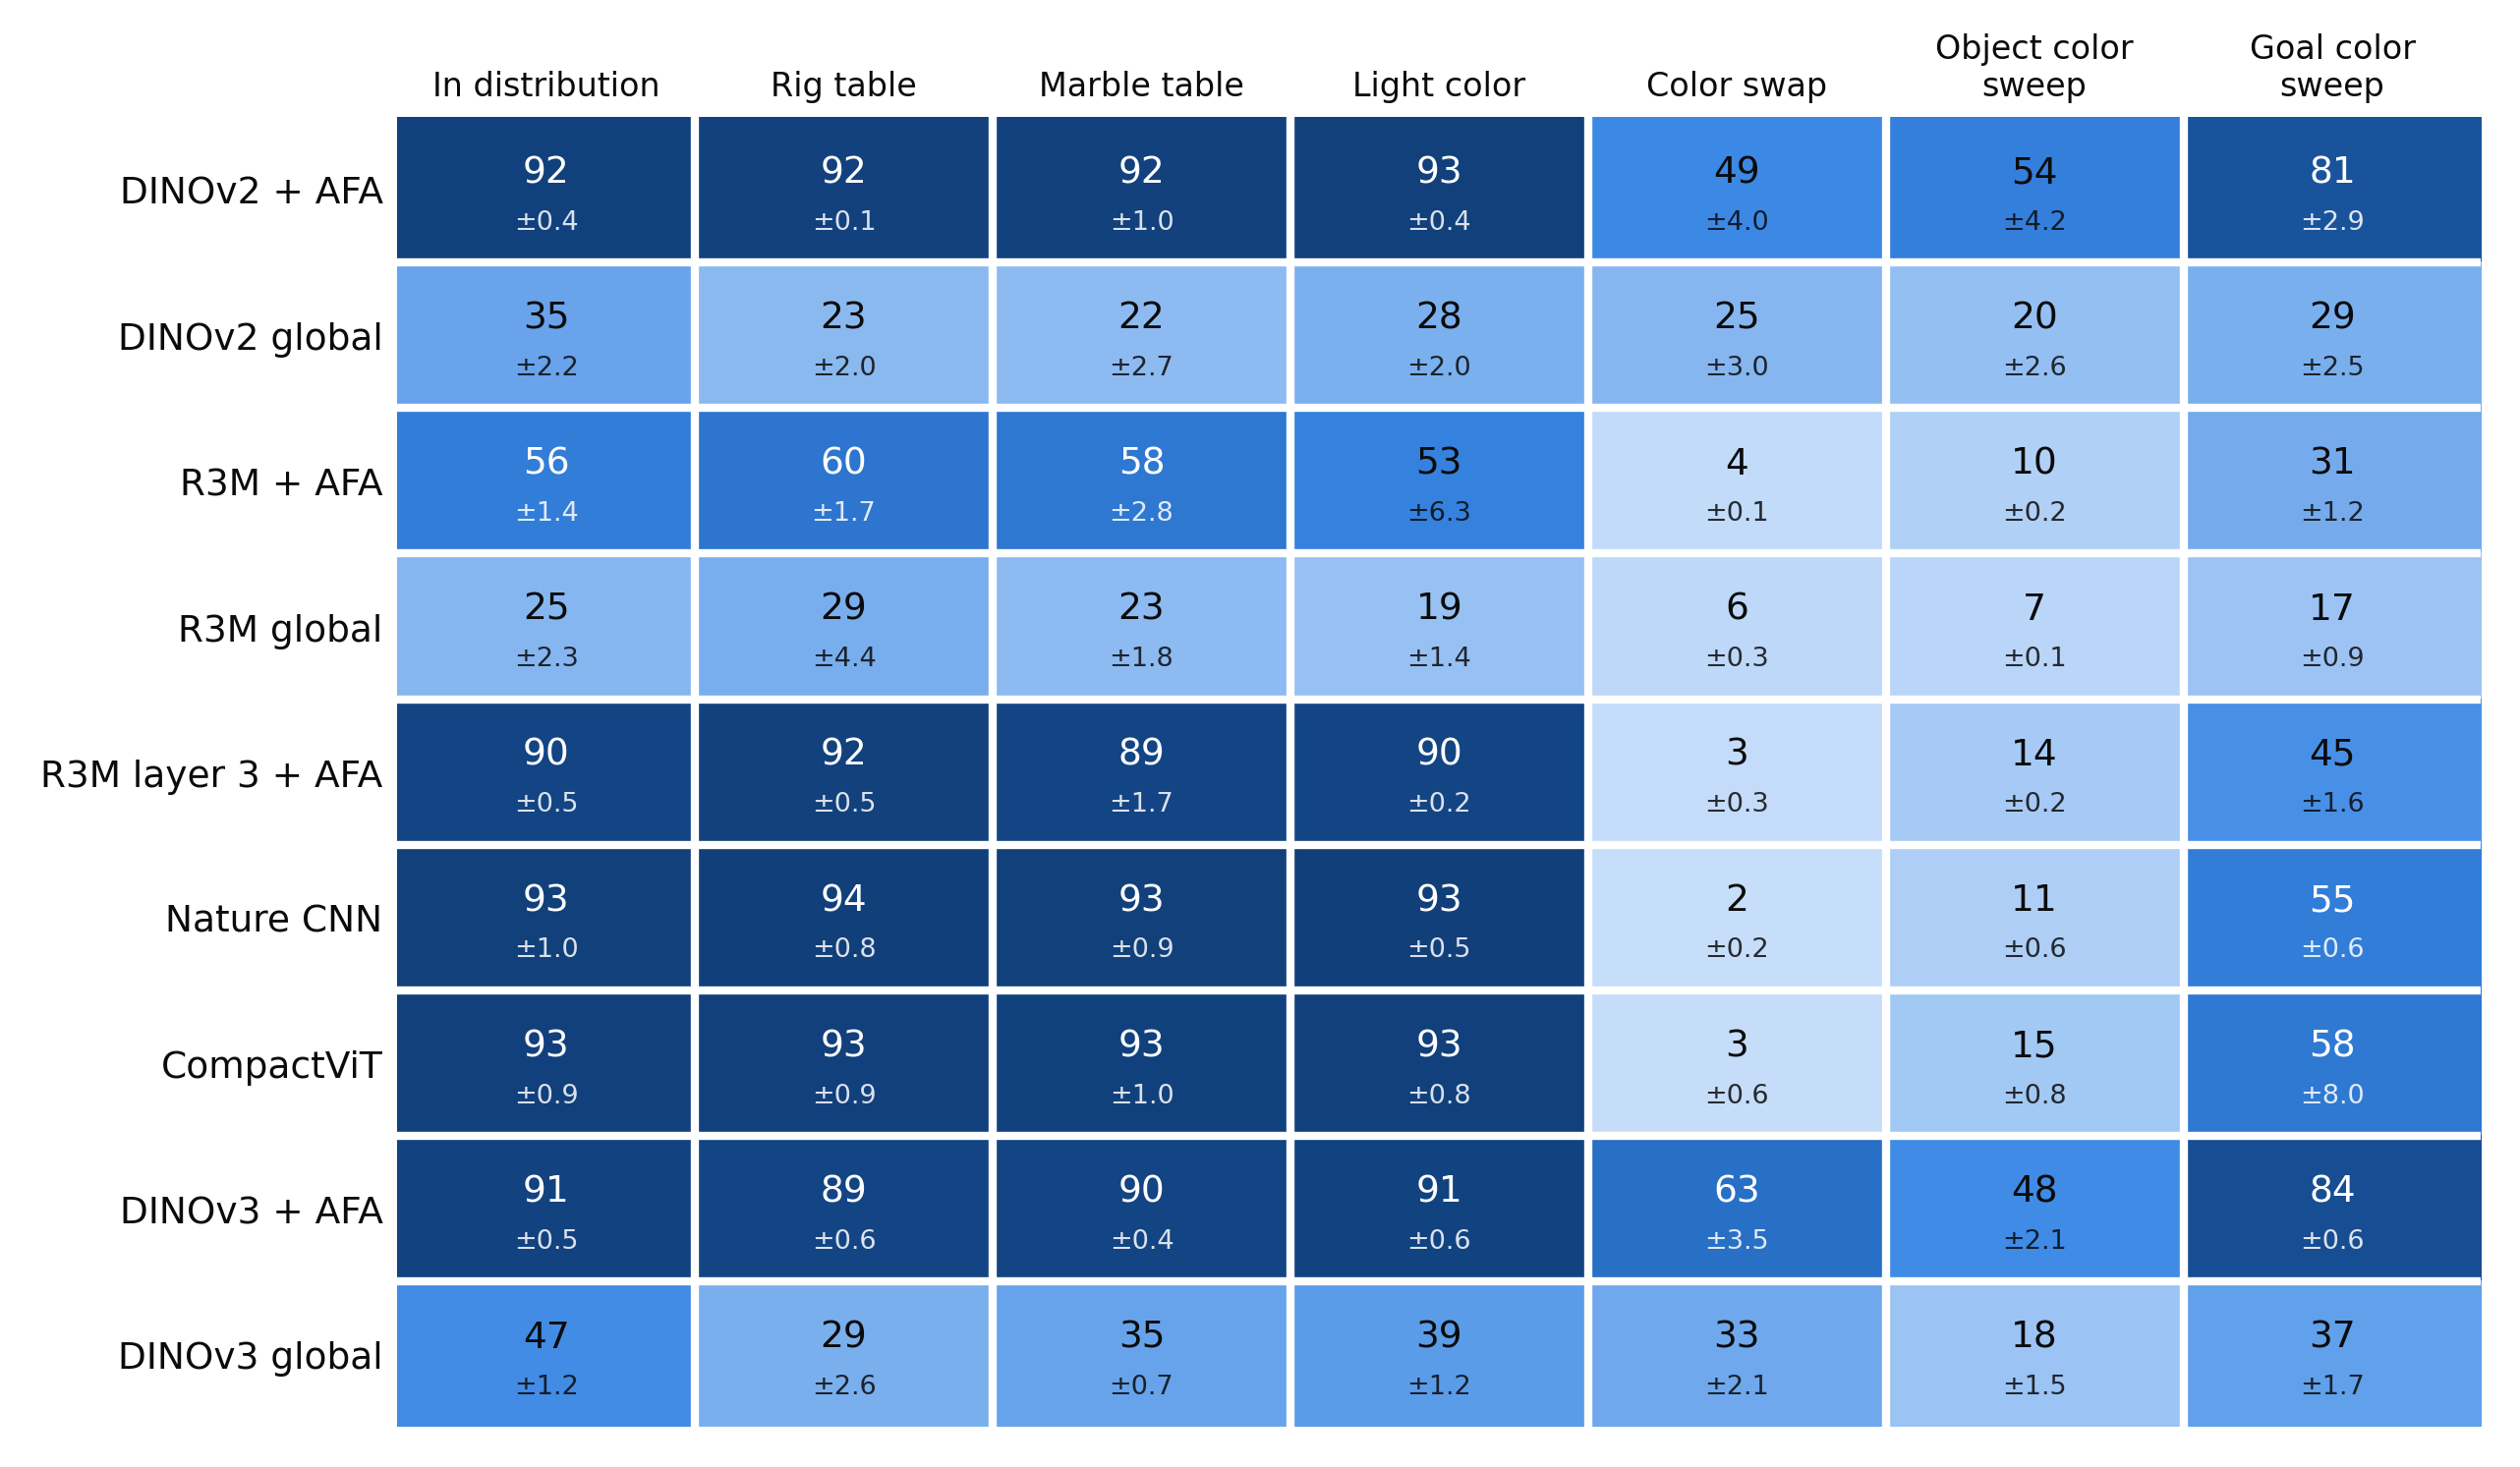 In distribution Rig table Marble table Light color Color swap Object color sweep Goal color sweep
DINOv2 + AFA 92 ±0.4 92 ±0.1 92 ±1.0 93 ±0.4 49 ±4.0 54 ±4.2 81 ±2.9
DINOv2 global 35 ±2.2 23 ±2.0 22 ±2.7 28 ±2.0 25 ±3.0 20 ±2.6 29 ±2.5
R3M + AFA 56 ±1.4 60 ±1.7 58 ±2.8 53 ±6.3 4 ±0.1 10 ±0.2 31 ±1.2
R3M global 25 ±2.3 29 ±4.4 23 ±1.8 19 ±1.4 6 ±0.3 7 ±0.1 17 ±0.9
R3M layer 3 + AFA 90 ±0.5 92 ±0.5 89 ±1.7 90 ±0.2 3 ±0.3 14 ±0.2 45 ±1.6
Nature CNN 93 ±1.0 94 ±0.8 93 ±0.9 93 ±0.5 2 ±0.2 11 ±0.6 55 ±0.6
CompactViT 93 ±0.9 93 ±0.9 93 ±1.0 93 ±0.8 3 ±0.6 15 ±0.8 58 ±8.0
DINOv3 + AFA 91 ±0.5 89 ±0.6 90 ±0.4 91 ±0.6 63 ±3.5 48 ±2.1 84 ±0.6
DINOv3 global 47 ±1.2 29 ±2.6 35 ±0.7 39 ±1.2 33 ±2.1 18 ±1.5 37 ±1.7